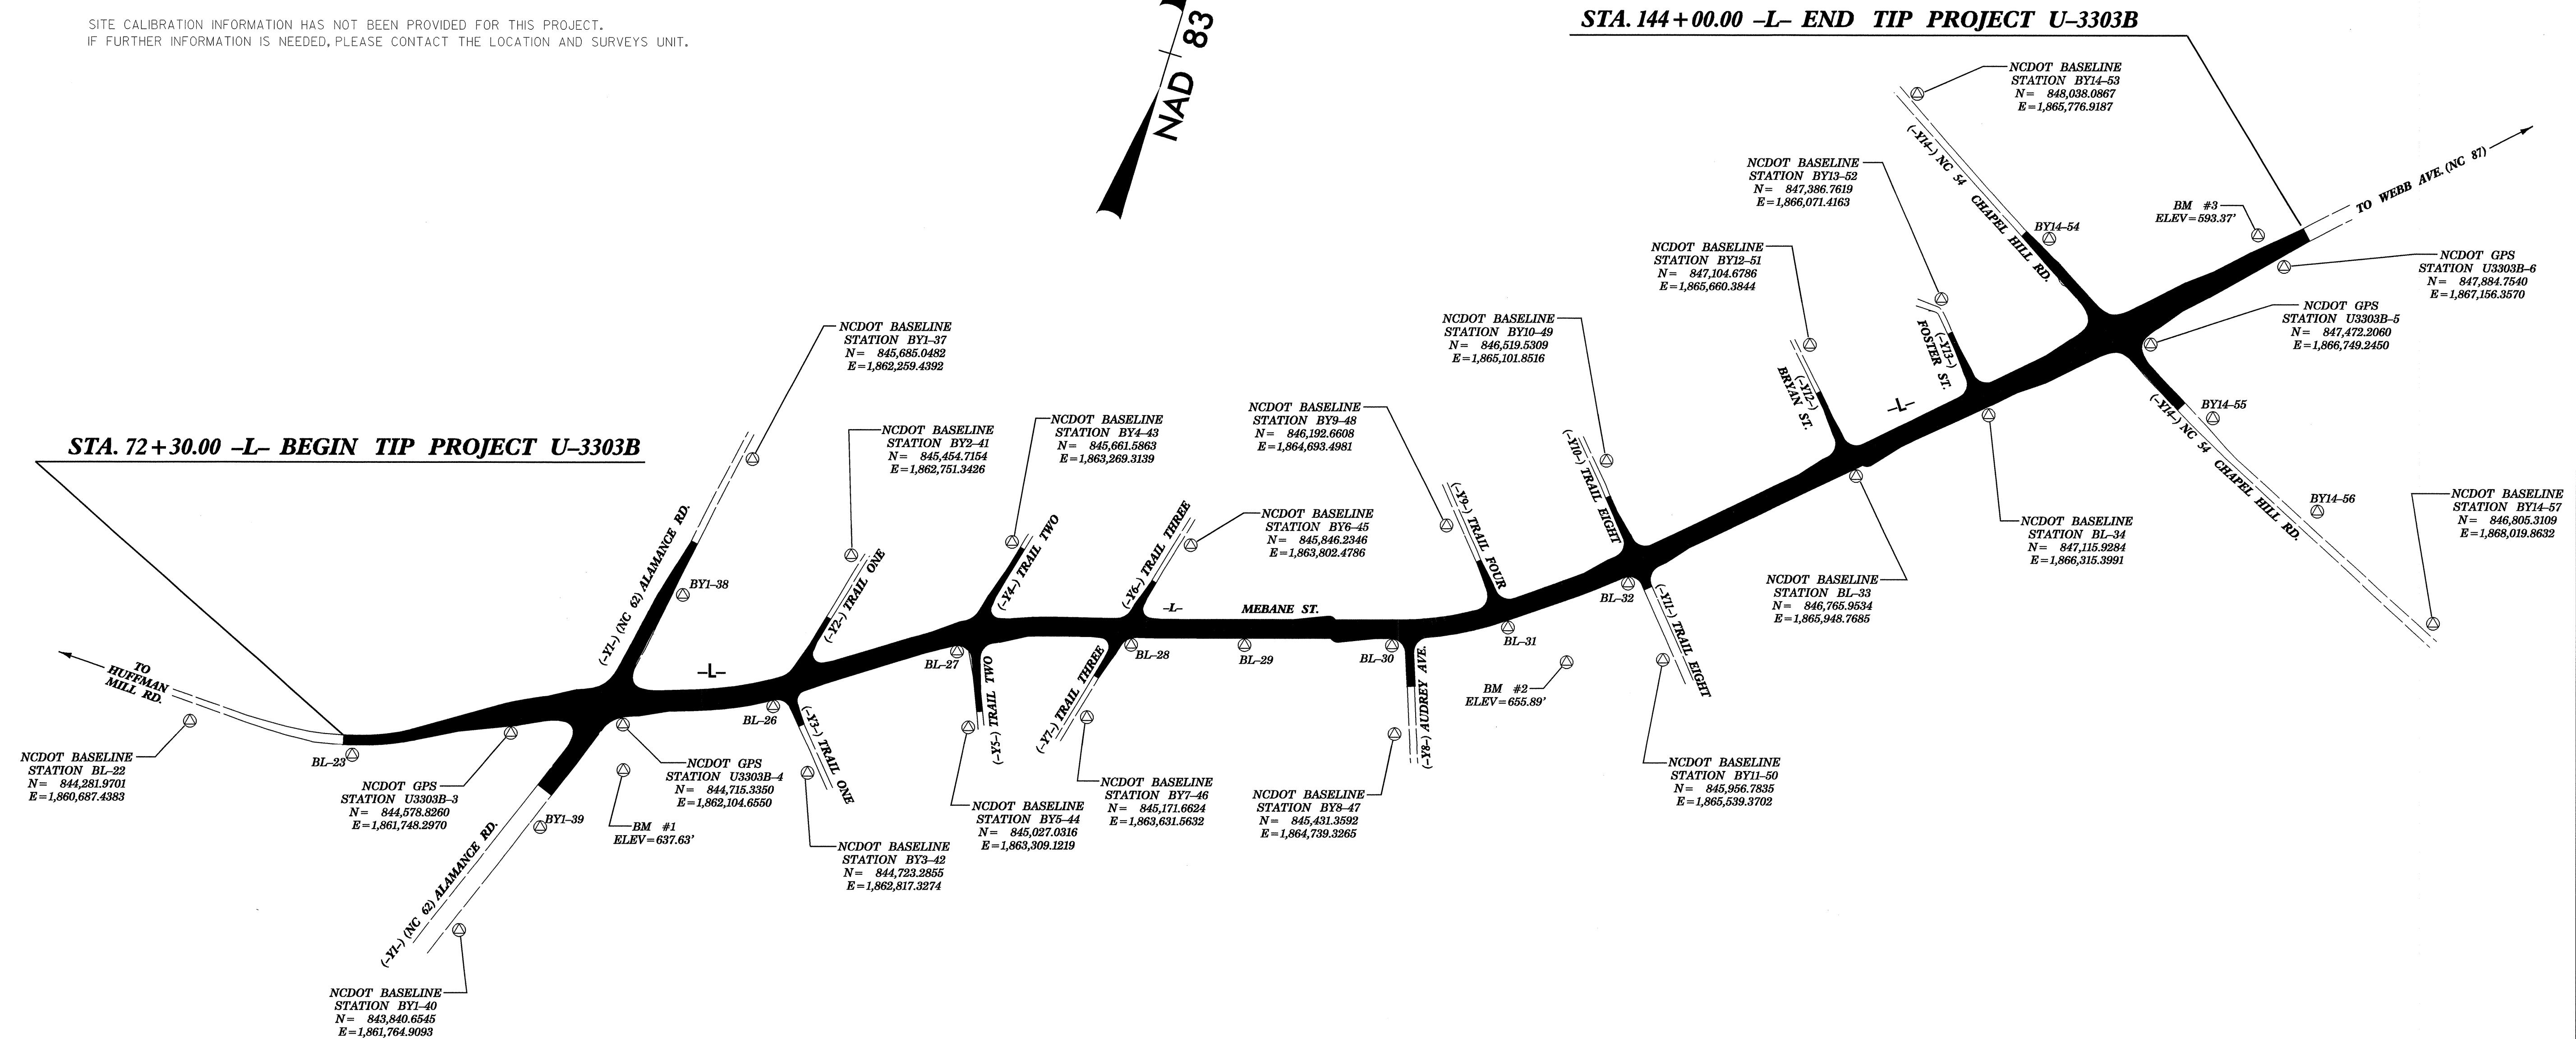 SITE CALIBRATION INFORMATION HAS NOT BEEN PROVIDED FOR THIS PROJECT.
IF FURTHER INFORMATION IS NEEDED, PLEASE CONTACT THE LOCATION AND SURVEYS UNIT.
NAD 83
STA. 144+00.00 –L– END TIP PROJECT U–3303B
NCDOT BASELINE
STATION BY14–53
N= 848,038.0867
E=1,865,776.9187
(–Y14–) NC 54 CHAPEL HILL RD.
TO WEBB AVE. (NC 87)
NCDOT BASELINE
STATION BY13–52
N= 847,386.7619
E=1,866,071.4163
BM #3
ELEV=593.37'
BY14–54
NCDOT BASELINE
STATION BY12–51
N= 847,104.6786
E=1,865,660.3844
NCDOT GPS
STATION U3303B–6
N= 847,884.7540
E=1,867,156.3570
NCDOT GPS
STATION U3303B–5
N= 847,472.2060
E=1,866,749.2450
NCDOT BASELINE
STATION BY10–49
N= 846,519.5309
E=1,865,101.8516
NCDOT BASELINE
STATION BY1–37
N= 845,685.0482
E=1,862,259.4392
(–Y13–)
FOSTER ST.
(–Y12–)
BRYAN ST.
–L–
NCDOT BASELINE
STATION BY9–48
N= 846,192.6608
E=1,864,693.4981
NCDOT BASELINE
STATION BY4–43
N= 845,661.5863
E=1,863,269.3139
NCDOT BASELINE
STATION BY2–41
N= 845,454.7154
E=1,862,751.3426
STA. 72+30.00 –L– BEGIN TIP PROJECT U–3303B
BY14–55
(–Y14–) NC 54 CHAPEL HILL RD.
BY14–56
NCDOT BASELINE
STATION BY14–57
N= 846,805.3109
E=1,868,019.8632
(–Y10–) TRAIL EIGHT
(–Y9–) TRAIL FOUR
NCDOT BASELINE
STATION BY6–45
N= 845,846.2346
E=1,863,802.4786
NCDOT BASELINE
STATION BL–34
N= 847,115.9284
E=1,866,315.3991
NCDOT BASELINE
STATION BL–33
N= 846,765.9534
E=1,865,948.7685
(–Y1–) (NC 62) ALAMANCE RD.
BY1–38
(–Y2–) TRAIL ONE
(–Y4–) TRAIL TWO
(–Y6–) TRAIL THREE
–L–
MEBANE ST.
BL–32
(–Y11–) TRAIL EIGHT
BL–31
BL–30
BL–29
BL–28
BL–27
–L–
TO
HUFFMAN
MILL RD.
BM #2
ELEV=655.89'
BL–26
(–Y3–) TRAIL ONE
(–Y5–) TRAIL TWO
(–Y7–) TRAIL THREE
(–Y8–) AUDREY AVE.
NCDOT BASELINE
STATION BL–22
N= 844,281.9701
E=1,860,687.4383
BL–23
NCDOT GPS
STATION U3303B–3
N= 844,578.8260
E=1,861,748.2970
NCDOT GPS
STATION U3303B–4
N= 844,715.3350
E=1,862,104.6550
NCDOT BASELINE
STATION BY11–50
N= 845,956.7835
E=1,865,539.3702
NCDOT BASELINE
STATION BY7–46
N= 845,171.6624
E=1,863,631.5632
NCDOT BASELINE
STATION BY8–47
N= 845,431.3592
E=1,864,739.3265
NCDOT BASELINE
STATION BY5–44
N= 845,027.0316
E=1,863,309.1219
BY1–39
BM #1
ELEV=637.63'
NCDOT BASELINE
STATION BY3–42
N= 844,723.2855
E=1,862,817.3274
(–Y1–) (NC 62) ALAMANCE RD.
NCDOT BASELINE
STATION BY1–40
N= 843,840.6545
E=1,861,764.9093